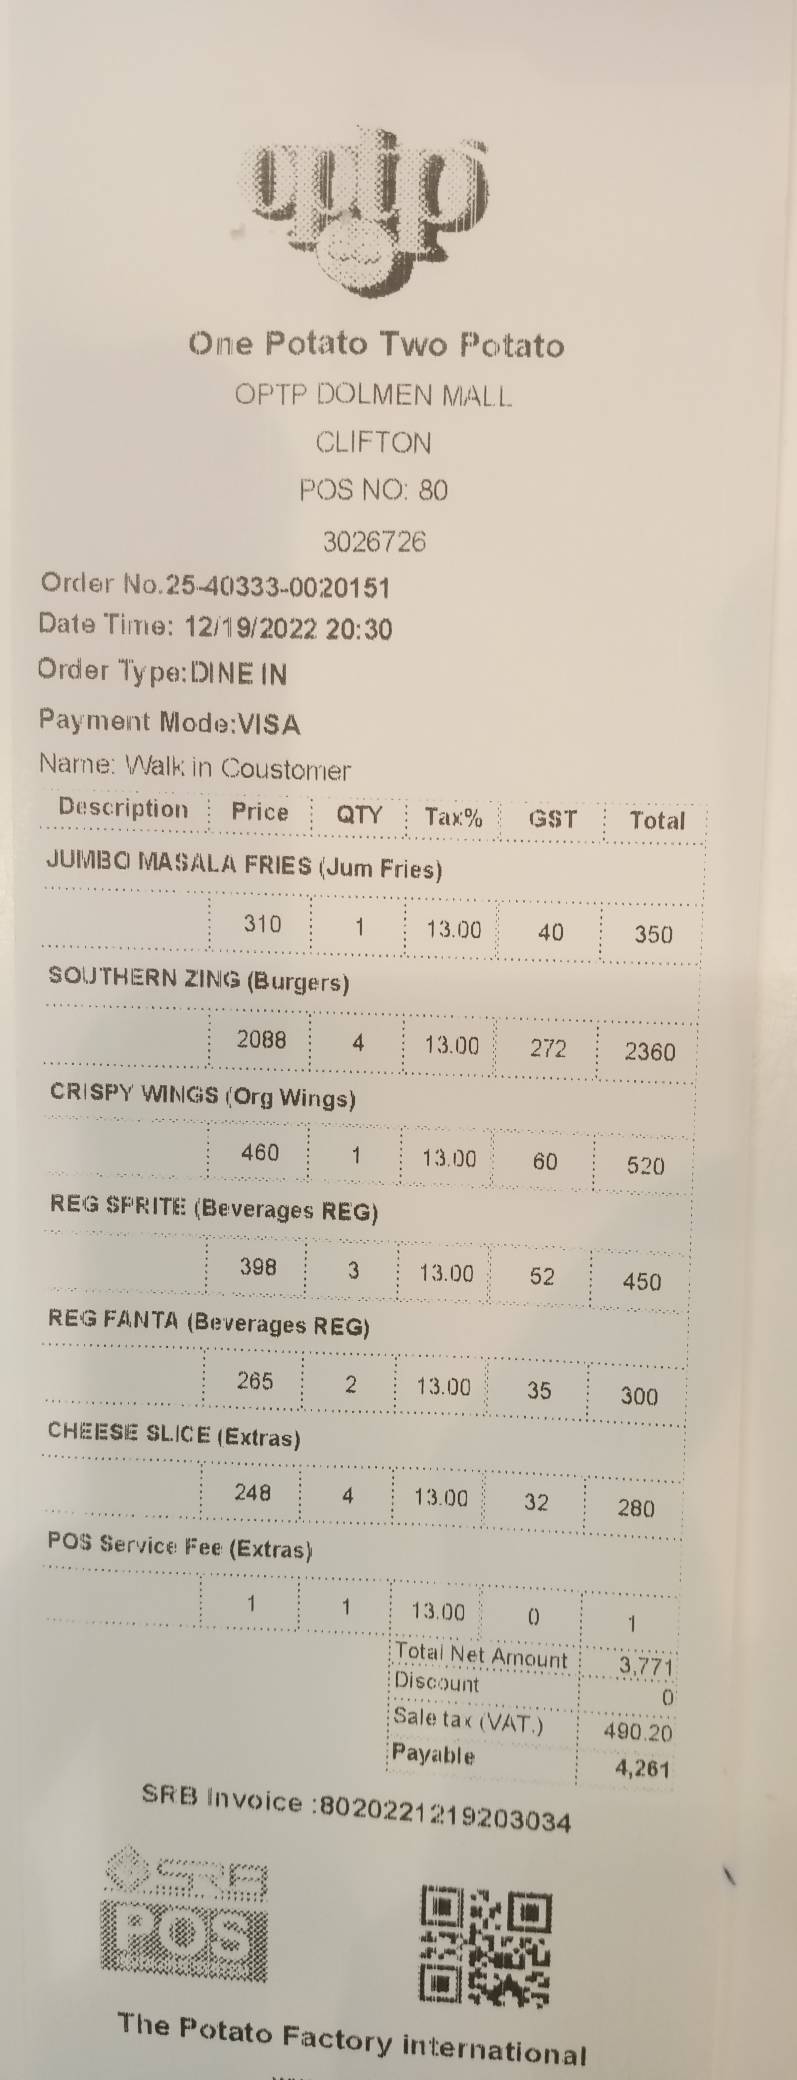 optp
One Potato Two Potato
OPTP DOLMEN MALL
CLIFTON
POS NO: 80
3026726
Order No.25-40333-0020151
Date Time: 12/19/2022 20:30
Order Type:DINE IN
Payment Mode:VISA
Name: Walk in Coustomer
Description Price QTY Tax% GST Total
JUMBO MASALA FRIES (Jum Fries)
310 1 13.00 40 350
SOUTHERN ZING (Burgers)
2088 4 13.00 272 2360
CRISPY WINGS (Org Wings)
460 1 13.00 60 520
REG SPRITE (Beverages REG)
398 3 13.00 52 450
REG FANTA (Beverages REG)
265 2 13.00 35 300
CHEESE SLICE (Extras)
248 4 13.00 32 280
POS Service Fee (Extras)
1 1 13.00 0 1
Total Net Amount 3,771
Discount 0
Sale tax (VAT.) 490.20
Payable 4,261
SRB Invoice :8020221219203034
SRB
POS
The Potato Factory international